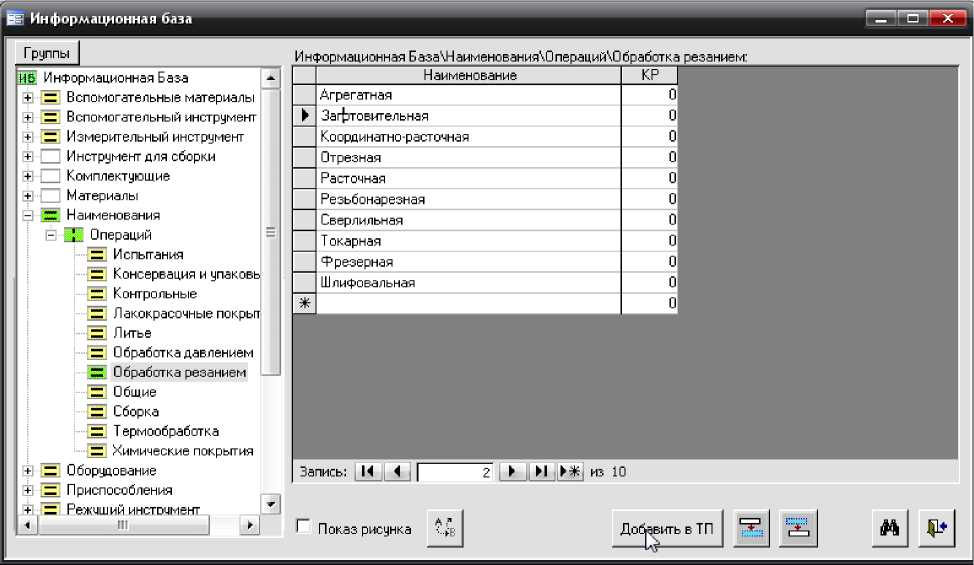 Информационная база
Группы
Информационная База\Наименования\Операций\Обработка резанием:
ИБ Информационная База
Вспомогательные материалы
Вспомогательный инструмент
Измерительный инструмент
Инструмент для сборки
Комплектующие
Материалы
Наименования
Операций
Испытания
Консервация и упаковь
Контрольные
Лакокрасочные покрыт
Литье
Обработка давлением
Обработка резанием
Общие
Сборка
Термообработка
Химические покрытия
Оборудование
Приспособления
Режущий инструмент
Наименование КР
Агрегатная 0
Заготовительная 0
Координатно-расточная 0
Отрезная 0
Расточная 0
Резьбонарезная 0
Сверлильная 0
Токарная 0
Фрезерная 0
Шлифовальная 0
0
Запись: 2 из 10
Показ рисунка
Добавить в ТП